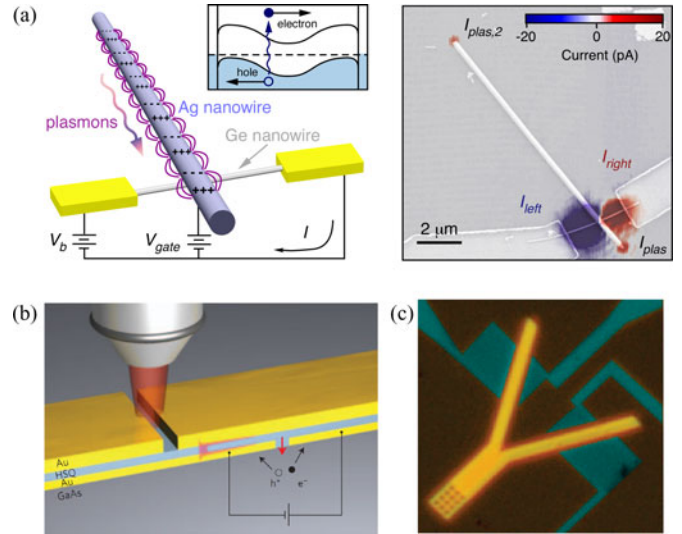 (a)
electron
hole
plasmons
Ag nanowire
Ge nanowire
V_b
V_gate
I
+++
- - -
I_plas,2
-20 0 20
Current (pA)
I_right
I_left
2 μm
I_plas
(b)
Au
HSQ
Au
GaAs
h⁺
e⁻
(c)